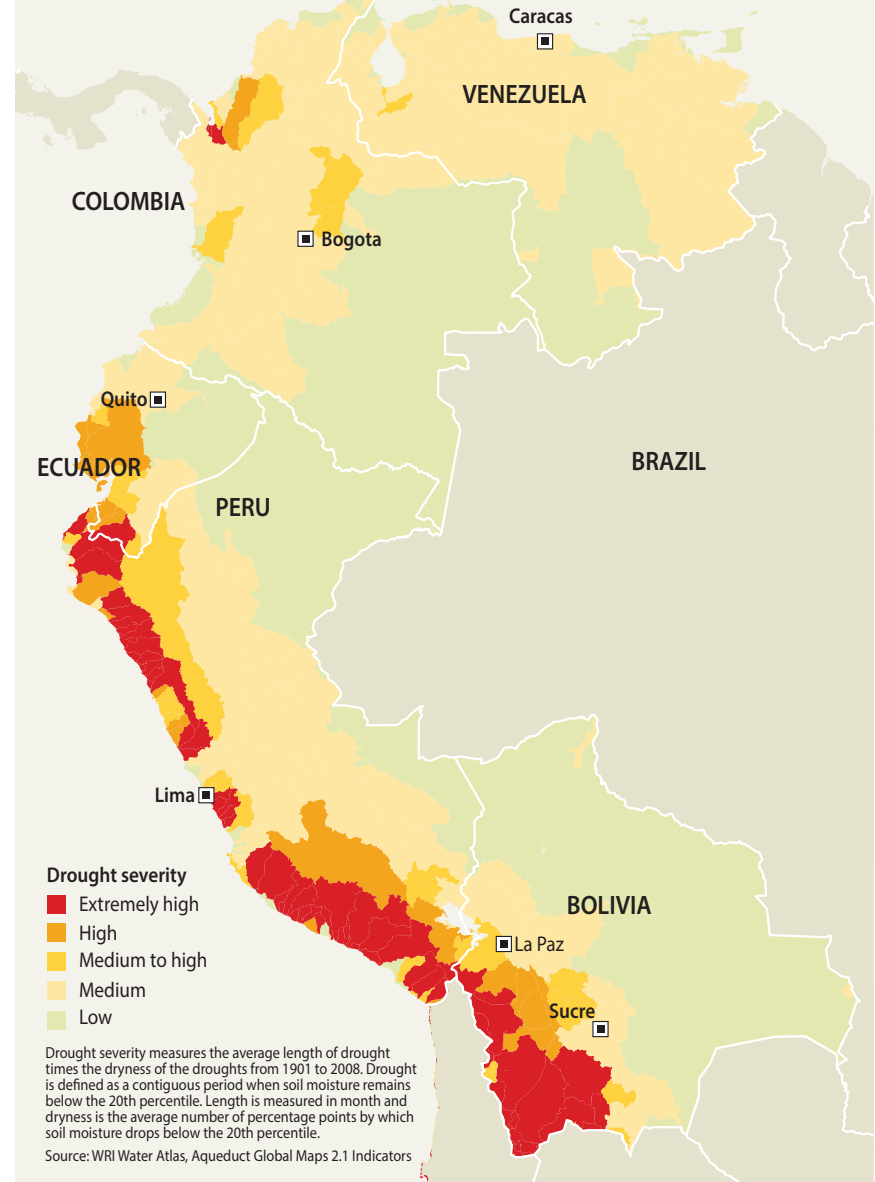 Caracas
VENEZUELA
COLOMBIA
Bogota
Quito
ECUADOR
BRAZIL
PERU
Lima
Drought severity
Extremely high
High
Medium to high
Medium
Low
BOLIVIA
La Paz
Sucre
Drought severity measures the average length of drought
times the dryness of the droughts from 1901 to 2008. Drought
is defined as a contiguous period when soil moisture remains
below the 20th percentile. Length is measured in month and
dryness is the average number of percentage points by which
soil moisture drops below the 20th percentile.
Source: WRI Water Atlas, Aqueduct Global Maps 2.1 Indicators